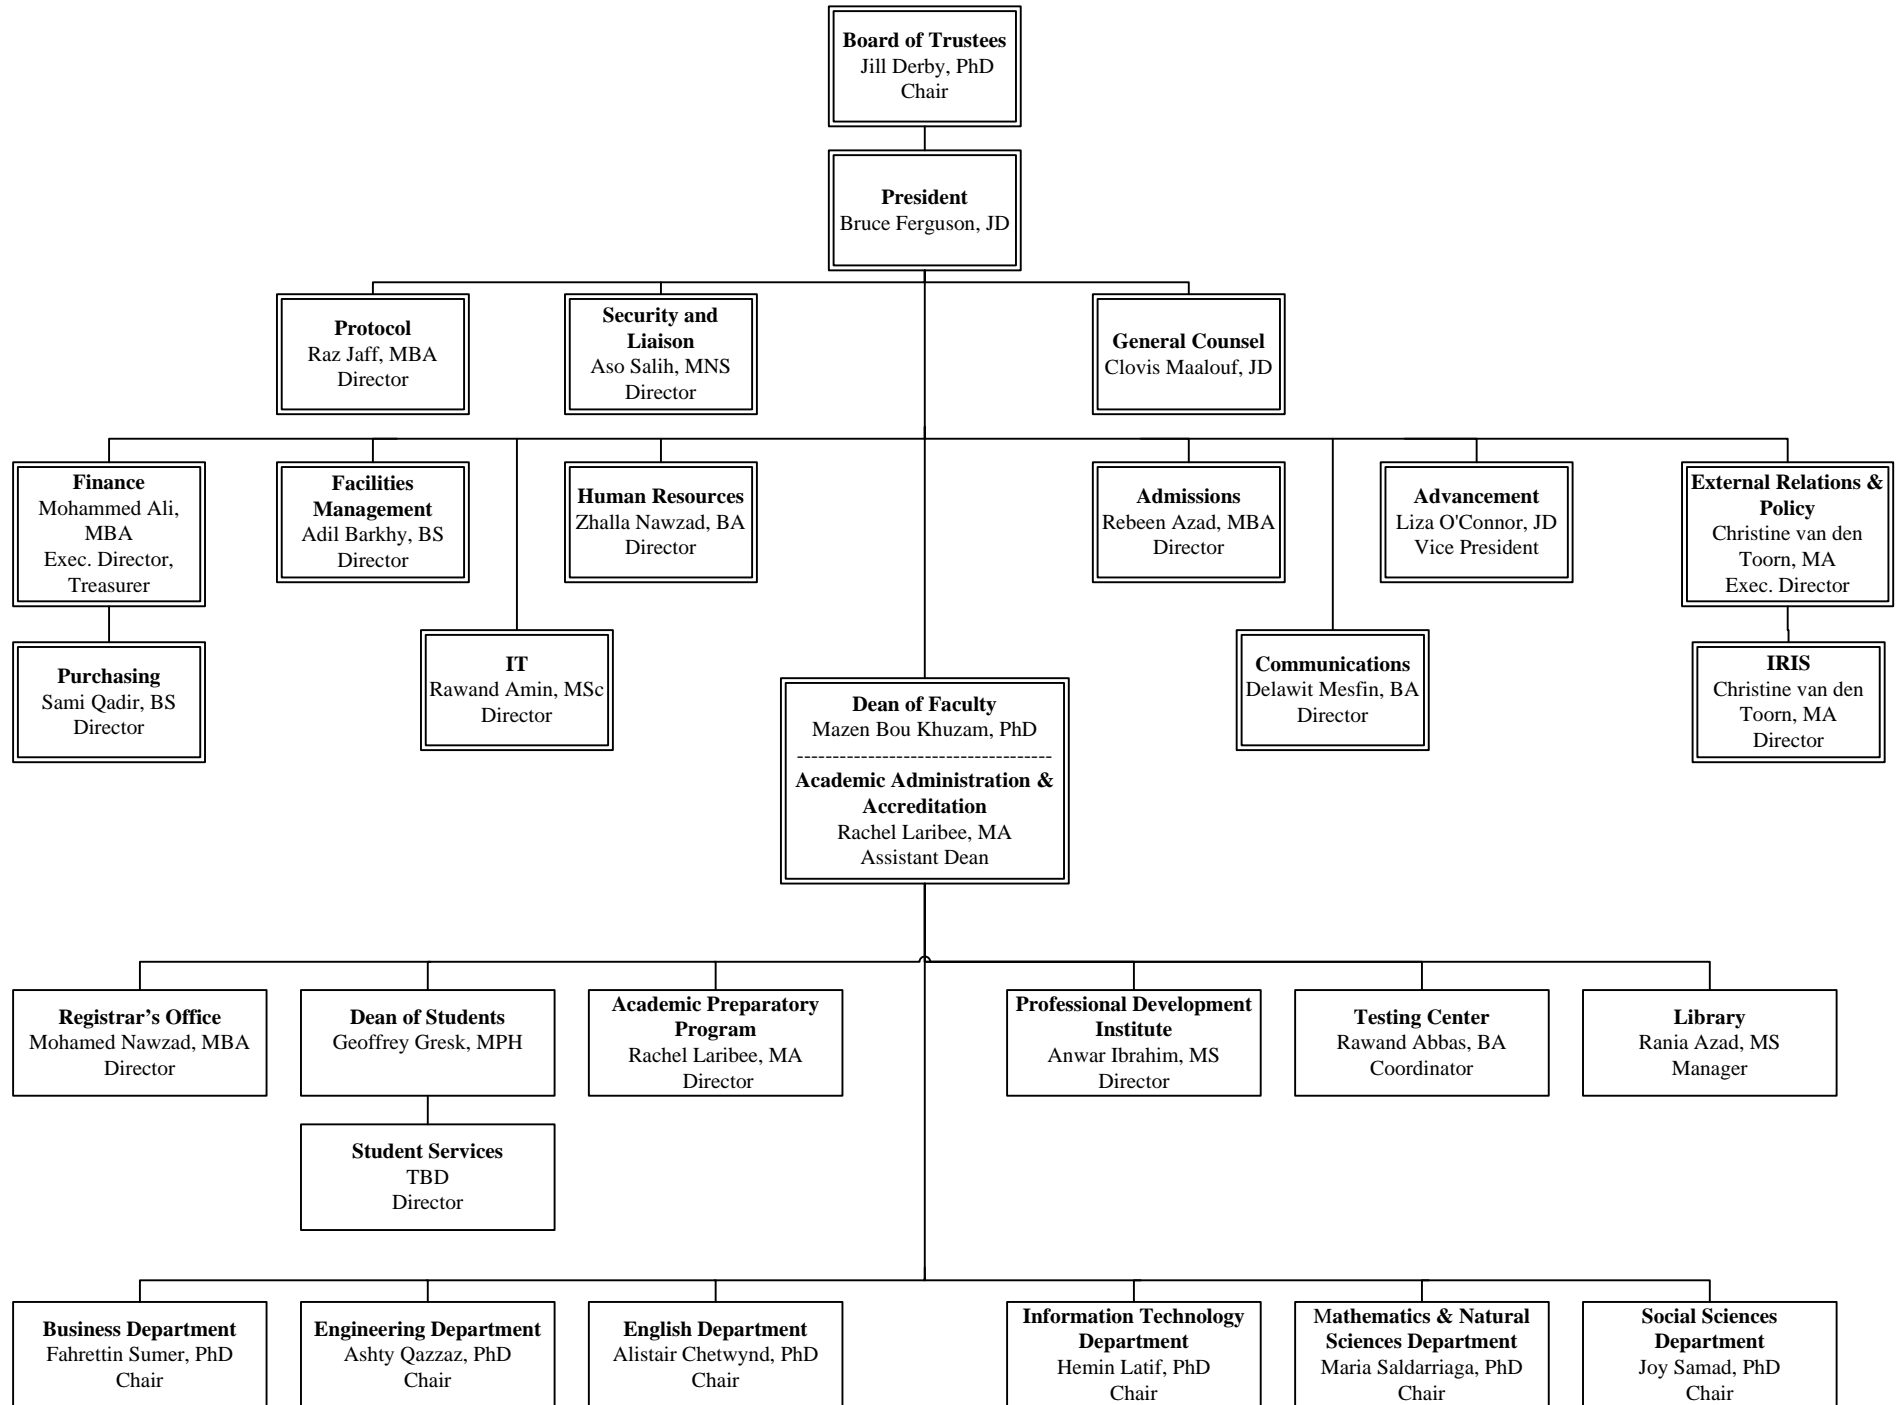 Board of Trustees
Jill Derby, PhD
Chair
President
Bruce Ferguson, JD
Protocol
Raz Jaff, MBA
Director
Security and
Liaison
Aso Salih, MNS
Director
General Counsel
Clovis Maalouf, JD
Finance
Mohammed Ali,
MBA
Exec. Director,
Treasurer
Facilities
Management
Adil Barkhy, BS
Director
Human Resources
Zhalla Nawzad, BA
Director
Admissions
Rebeen Azad, MBA
Director
Advancement
Liza O'Connor, JD
Vice President
External Relations &
Policy
Christine van den
Toorn, MA
Exec. Director
Purchasing
Sami Qadir, BS
Director
IT
Rawand Amin, MSc
Director
Dean of Faculty
Mazen Bou Khuzam, PhD
------------------------------------
Academic Administration &
Accreditation
Rachel Laribee, MA
Assistant Dean
Communications
Delawit Mesfin, BA
Director
IRIS
Christine van den
Toorn, MA
Director
Registrar’s Office
Mohamed Nawzad, MBA
Director
Dean of Students
Geoffrey Gresk, MPH
Academic Preparatory
Program
Rachel Laribee, MA
Director
Professional Development
Institute
Anwar Ibrahim, MS
Director
Testing Center
Rawand Abbas, BA
Coordinator
Library
Rania Azad, MS
Manager
Student Services
TBD
Director
Business Department
Fahrettin Sumer, PhD
Chair
Engineering Department
Ashty Qazzaz, PhD
Chair
English Department
Alistair Chetwynd, PhD
Chair
Information Technology
Department
Hemin Latif, PhD
Chair
Mathematics & Natural
Sciences Department
Maria Saldarriaga, PhD
Chair
Social Sciences
Department
Joy Samad, PhD
Chair